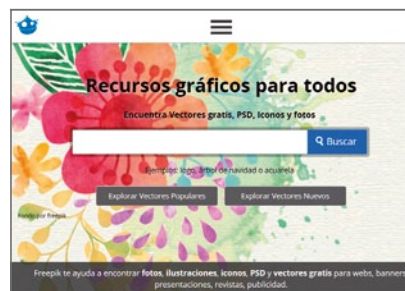 Recursos gráficos para todos
Encuentra Vectores gratis, PSD, Iconos y fotos
Buscar
Ejemplos: logo, árbol de navidad o acuarela
Explorar Vectores Populares
Explorar Vectores Nuevos
Fondo por freepik
Freepik te ayuda a encontrar fotos, ilustraciones, iconos, PSD y vectores gratis para webs, banners,
presentaciones, revistas, publicidad.